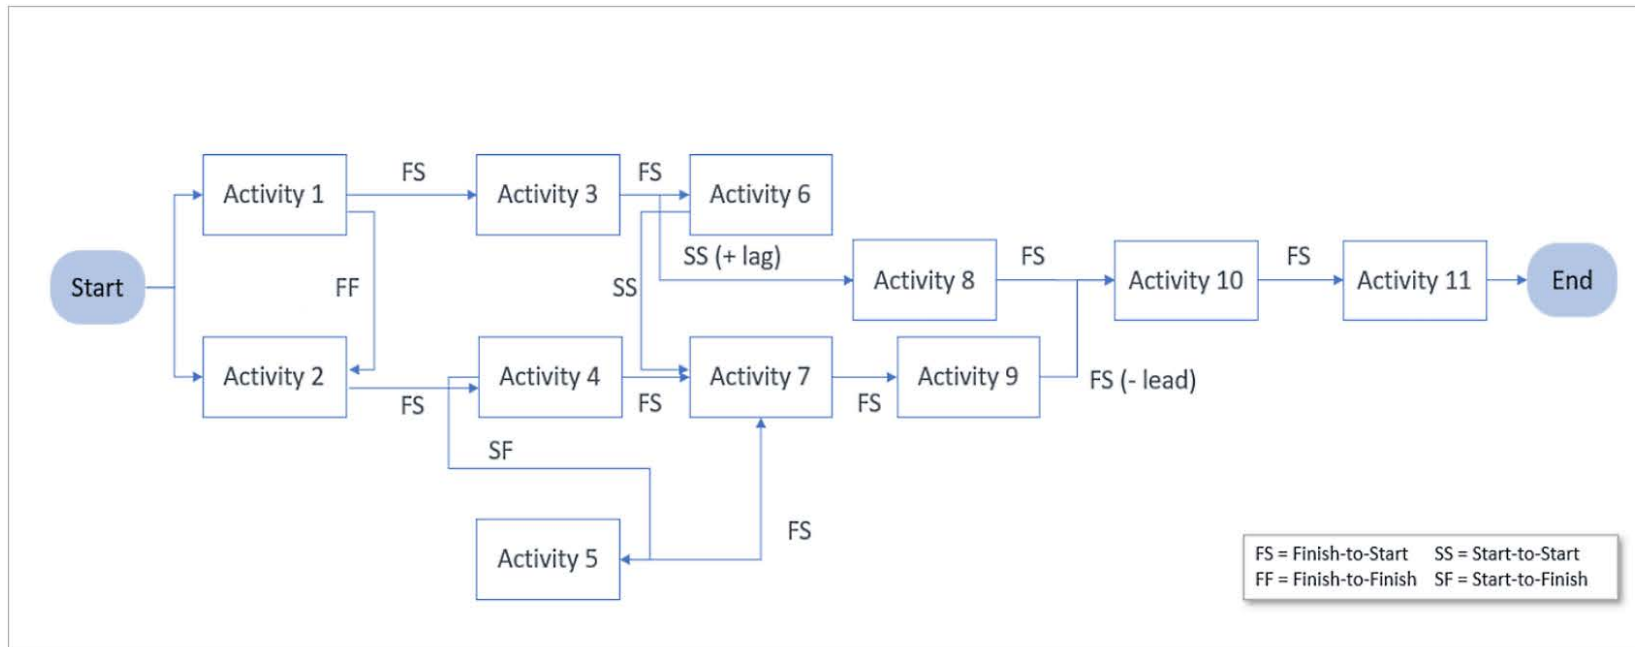 Activity 1
FS
Activity 3
FS
Activity 6
Start
FF
SS
SS (+ lag)
Activity 8
FS
Activity 10
FS
Activity 11
End
Activity 2
FS
Activity 4
FS
Activity 7
FS
Activity 9
FS (- lead)
SF
Activity 5
FS
FS = Finish-to-Start SS = Start-to-Start
FF = Finish-to-Finish SF = Start-to-Finish